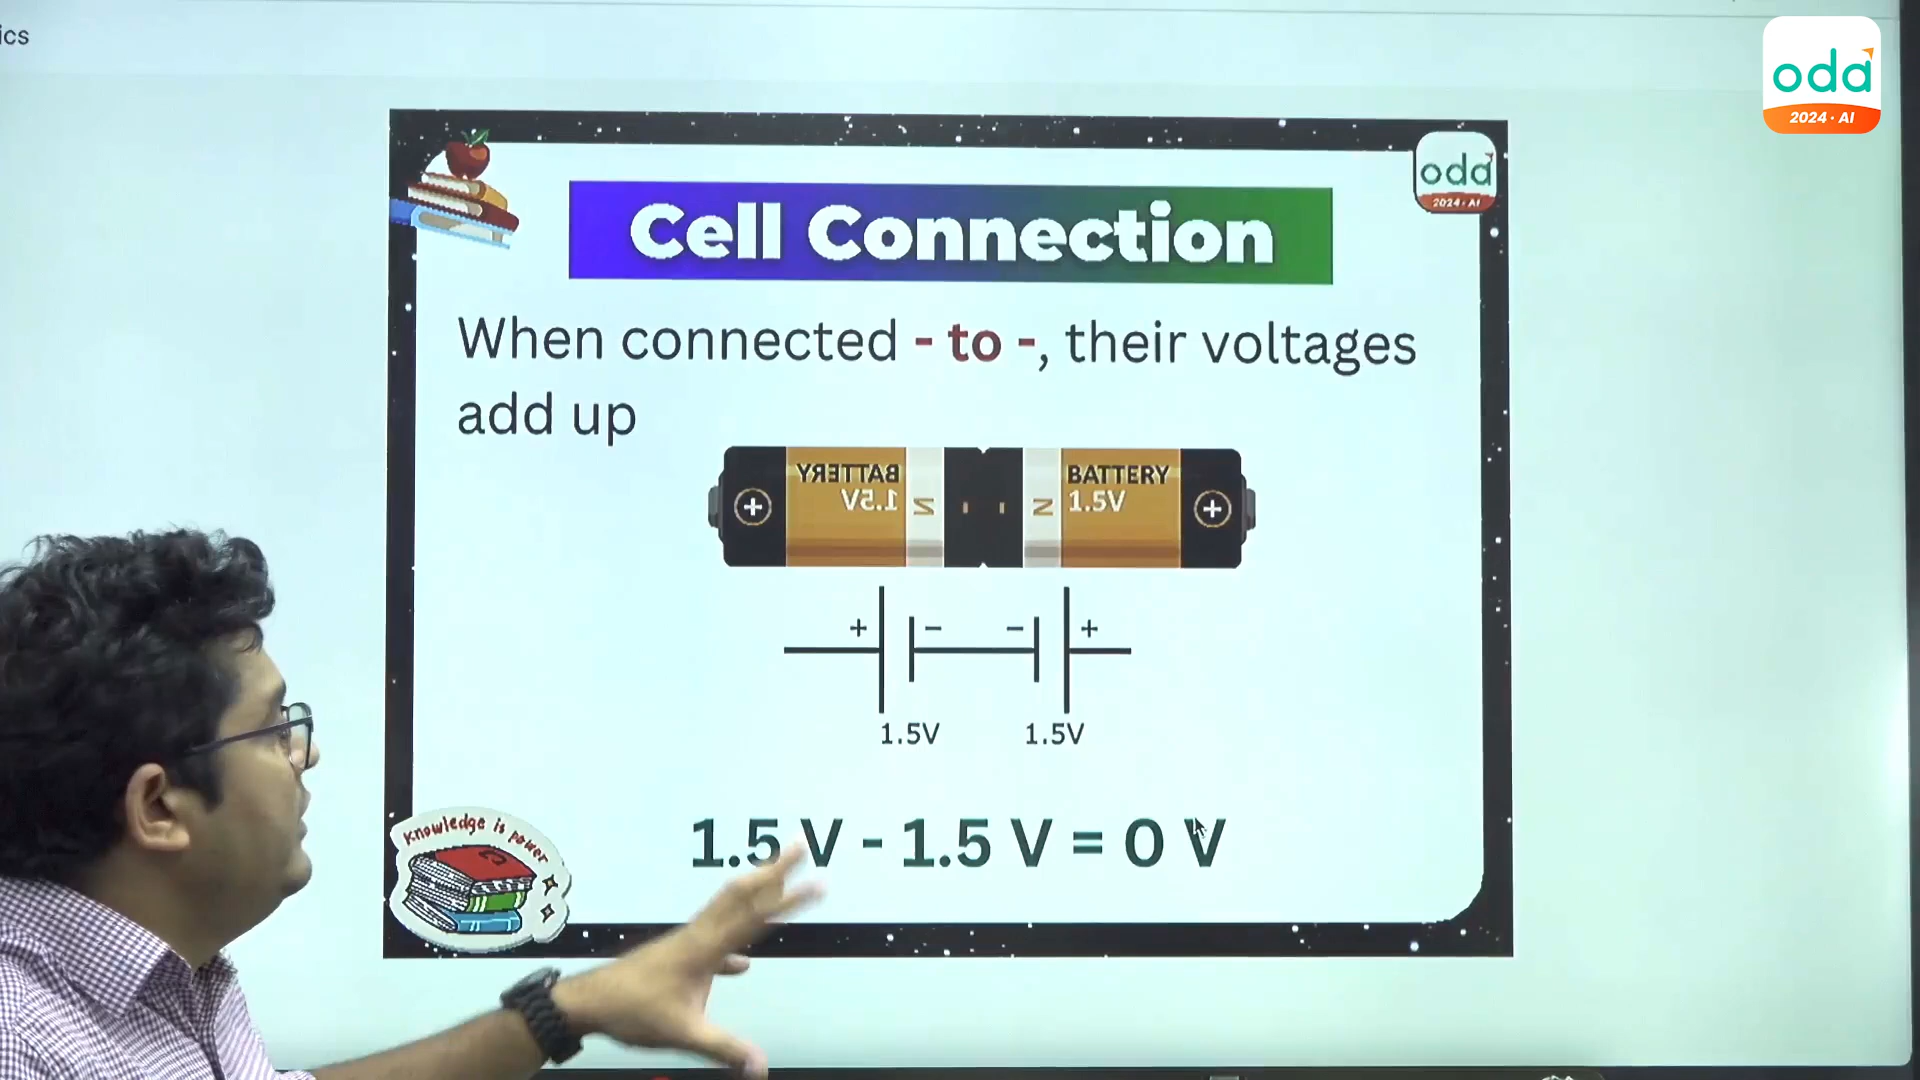 ics
oda
2024 · AI
oda
2024 · AI
Cell Connection
When connected - to -, their voltages
add up
BATTERY
1.5V
+
N - - N
BATTERY
1.5V
+
+ - - +
1.5V 1.5V
1.5 V - 1.5 V = 0 V
Knowledge is power